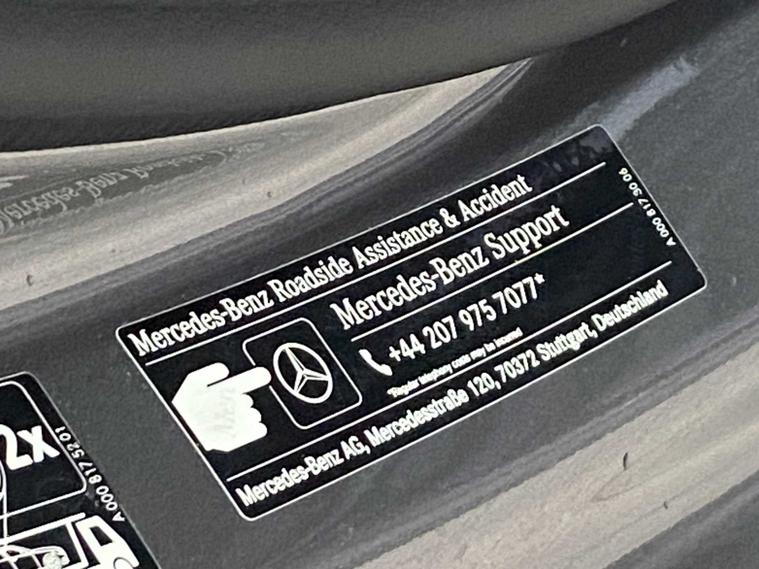 Mercedes-Benz Roadside Assistance & Accident
Mercedes-Benz Support
+44 207 975 7077*
*Regular telephony costs may be incurred
Mercedes-Benz AG, Mercedesstraße 120, 70372 Stuttgart, Deutschland
A 000 817 30 06
2x
A 000 817 52 01